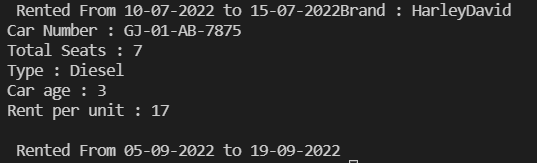 Rented From 10-07-2022 to 15-07-2022Brand : HarleyDavid
Car Number : GJ-01-AB-7875
Total Seats : 7
Type : Diesel
Car age : 3
Rent per unit : 17
Rented From 05-09-2022 to 19-09-2022